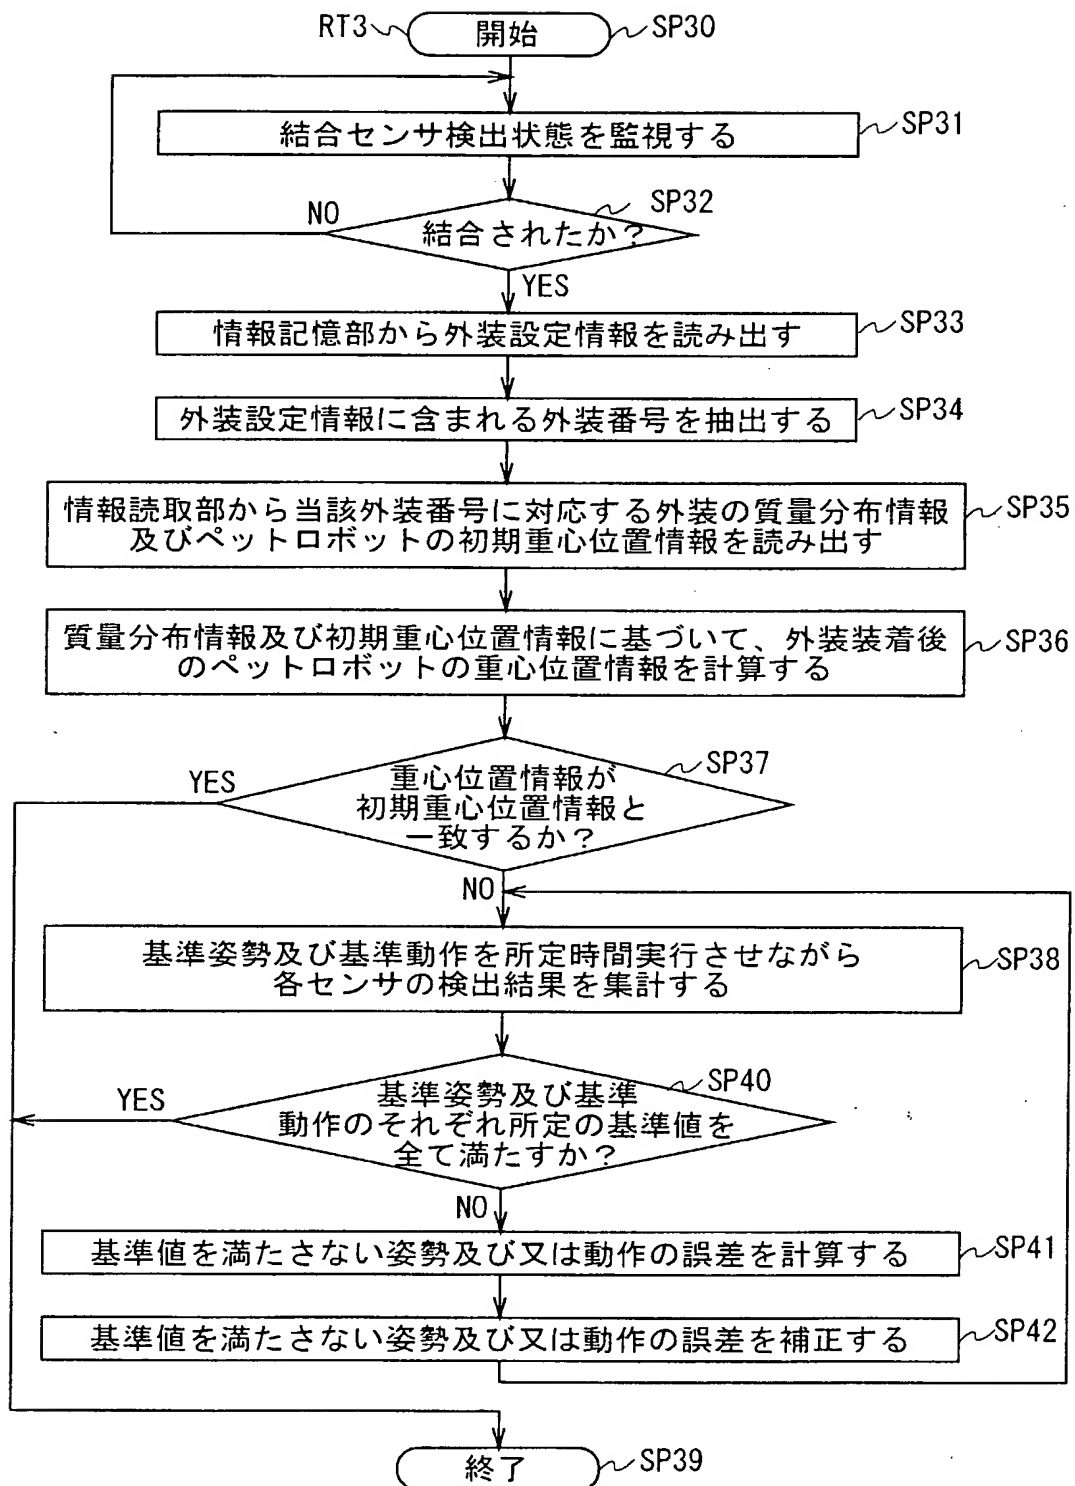 RT3
開始
SP30
結合センサ検出状態を監視する
SP31
SP32
NO
結合されたか？
YES
情報記憶部から外装設定情報を読み出す
SP33
外装設定情報に含まれる外装番号を抽出する
SP34
情報読取部から当該外装番号に対応する外装の質量分布情報
及びペットロボットの初期重心位置情報を読み出す
SP35
質量分布情報及び初期重心位置情報に基づいて、外装装着後
のペットロボットの重心位置情報を計算する
SP36
SP37
YES
重心位置情報が
初期重心位置情報と
一致するか？
NO
基準姿勢及び基準動作を所定時間実行させながら
各センサの検出結果を集計する
SP38
SP40
YES
基準姿勢及び基準
動作のそれぞれ所定の基準値を
全て満たすか？
NO
基準値を満たさない姿勢及び又は動作の誤差を計算する
SP41
基準値を満たさない姿勢及び又は動作の誤差を補正する
SP42
終了
SP39